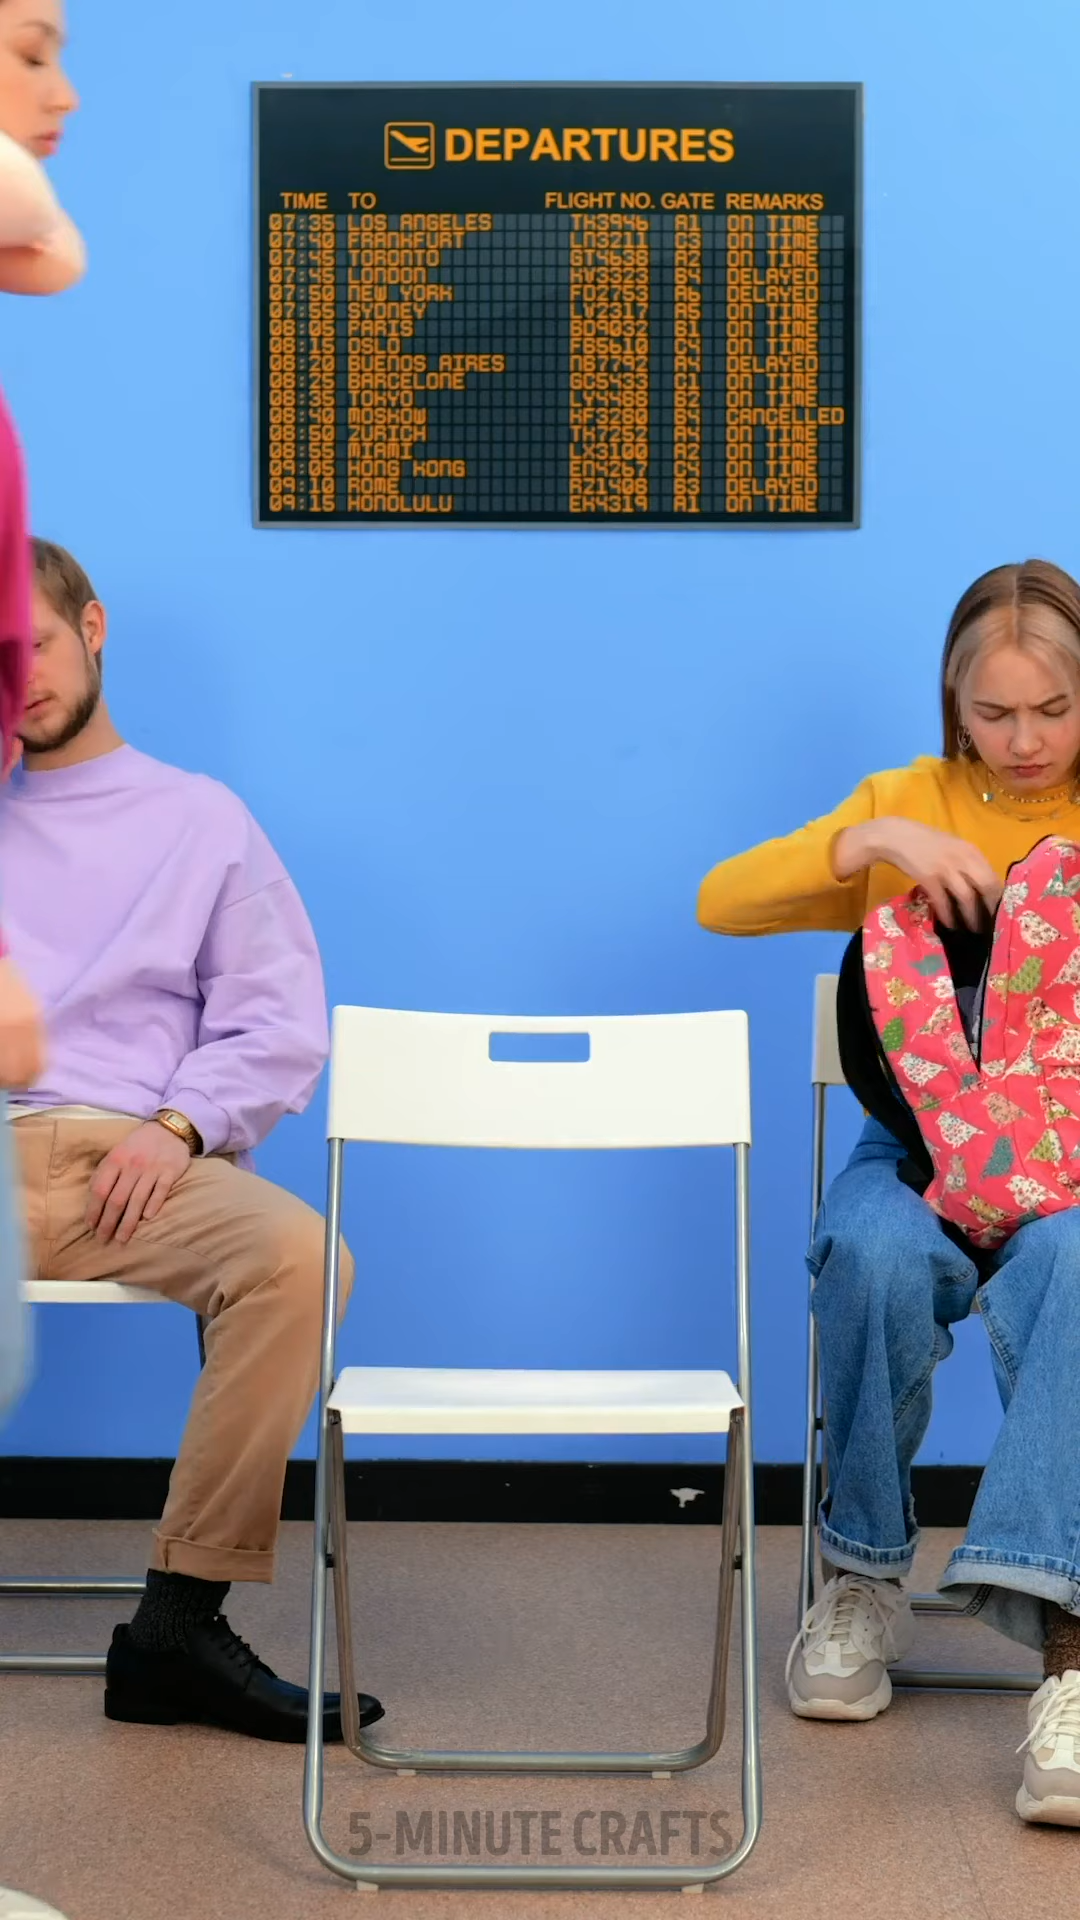 DEPARTURES
TIME TO FLIGHT NO. GATE REMARKS
07:35 LOS ANGELES TK3946 A1 ON TIME
07:40 FRANKFURT LN3211 C3 ON TIME
07:45 TORONTO GT4638 A2 ON TIME
07:45 LONDON KV3323 B4 DELAYED
07:50 NEW YORK FD2753 A6 DELAYED
07:55 SYDNEY LV2317 A5 ON TIME
08:05 PARIS BD9032 B1 ON TIME
08:15 OSLO FB5610 C4 ON TIME
08:20 BUENOS AIRES NB7792 A4 DELAYED
08:25 BARCELONE GC5433 C1 ON TIME
08:35 TOKYO LY4488 B2 ON TIME
08:40 MOSKOW HF3280 B4 CANCELLED
08:50 ZURICH TK7252 A4 ON TIME
08:55 MIAMI LX3100 A2 ON TIME
09:05 HONG KONG EN4267 C4 ON TIME
09:10 ROME RZ1408 B3 DELAYED
09:15 HONOLULU EK4319 A1 ON TIME
5-MINUTE CRAFTS